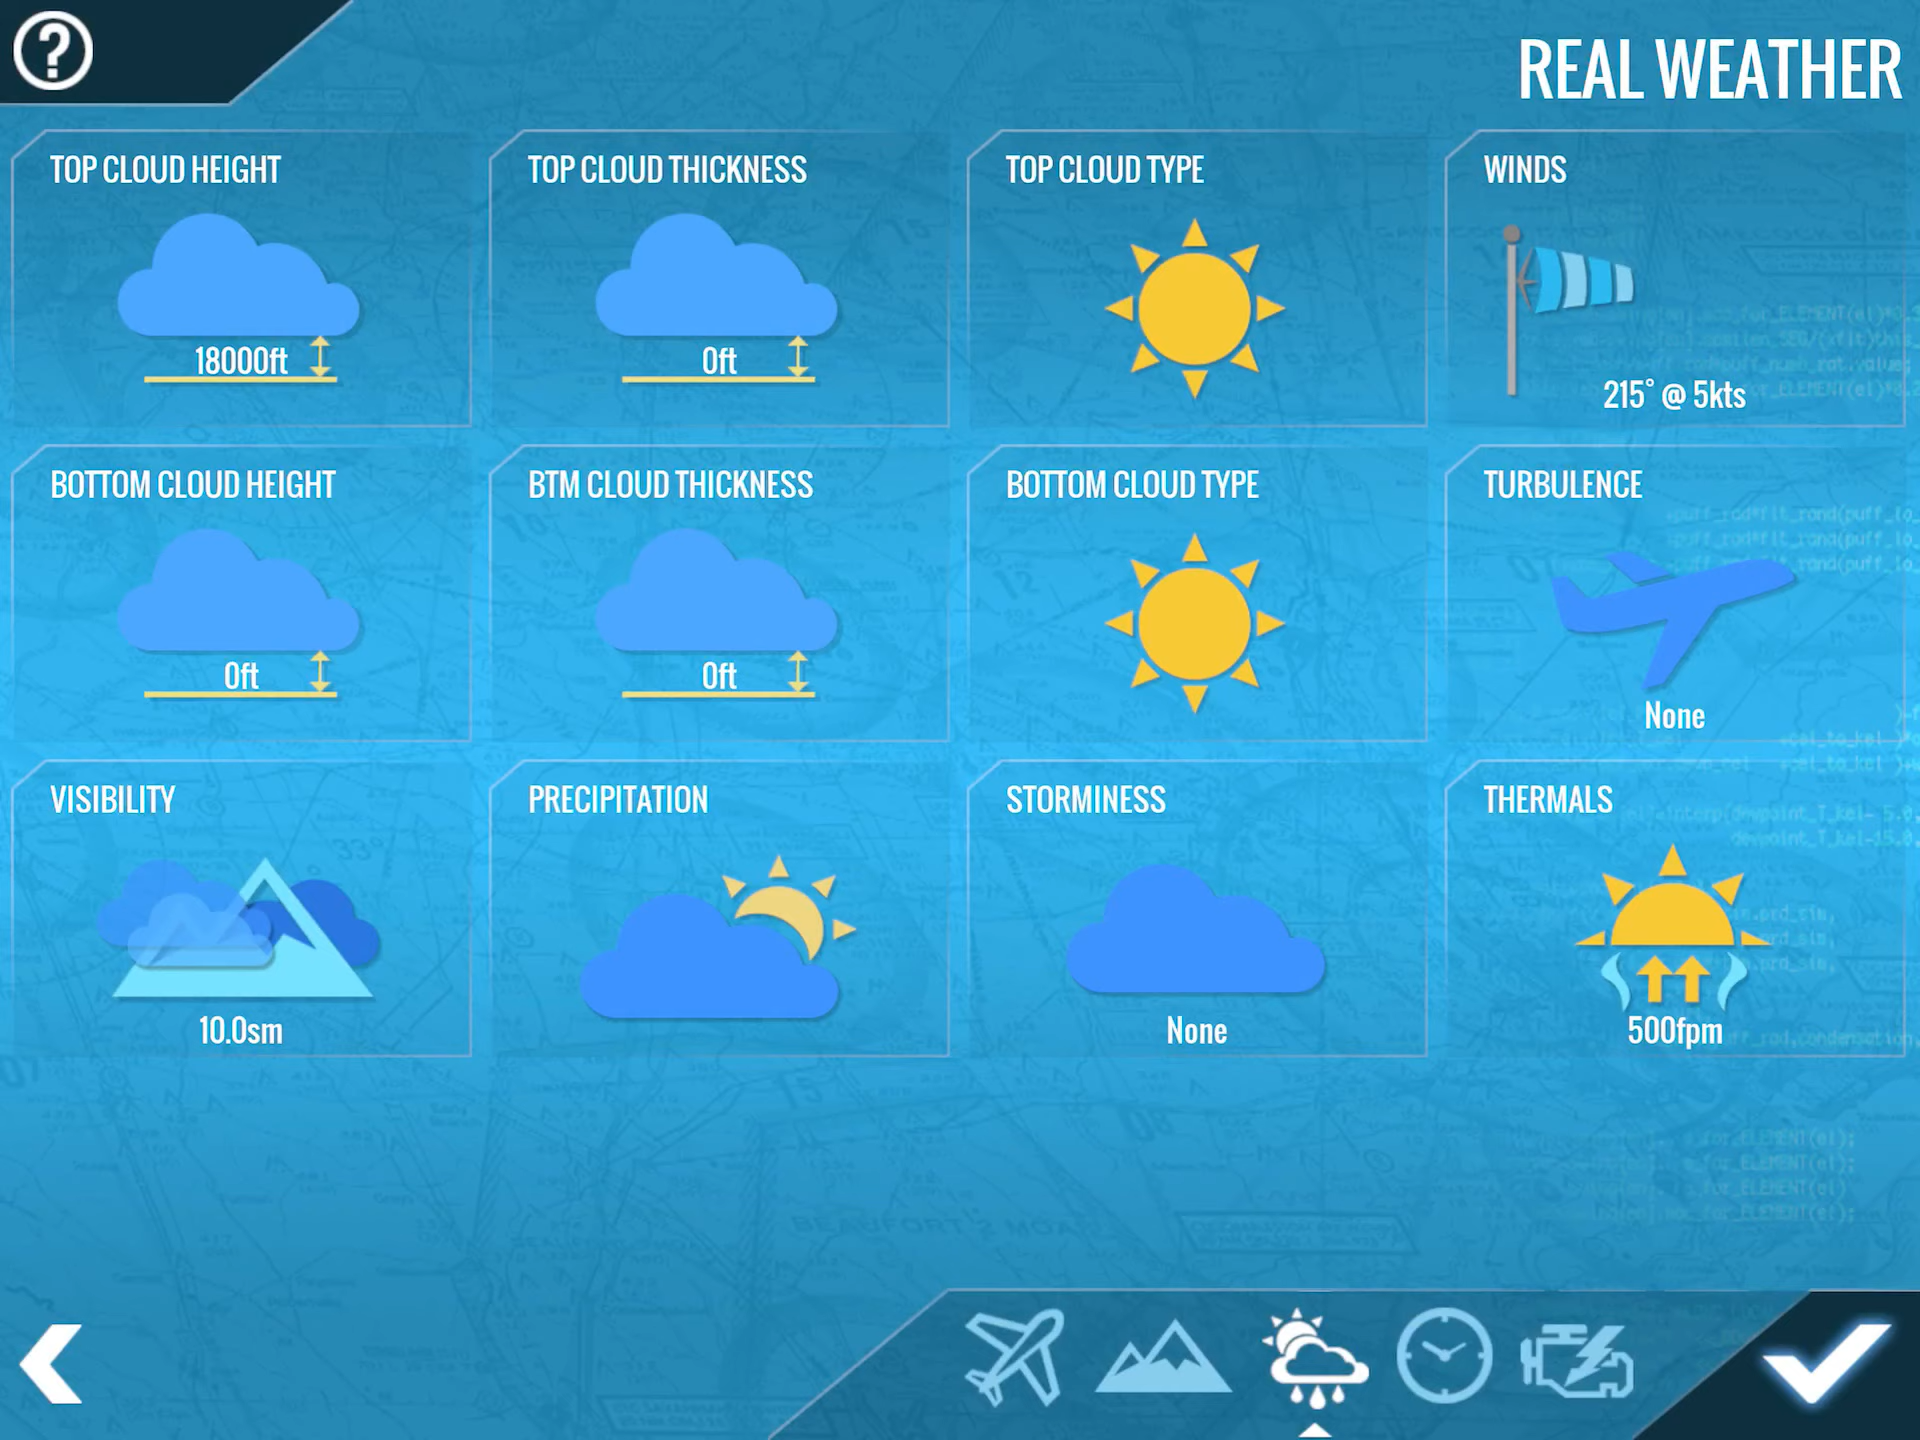 REAL WEATHER
TOP CLOUD HEIGHT
18000ft
TOP CLOUD THICKNESS
0ft
TOP CLOUD TYPE
WINDS
215° @ 5kts
BOTTOM CLOUD HEIGHT
0ft
BTM CLOUD THICKNESS
0ft
BOTTOM CLOUD TYPE
TURBULENCE
None
VISIBILITY
10.0sm
PRECIPITATION
STORMINESS
None
THERMALS
500fpm